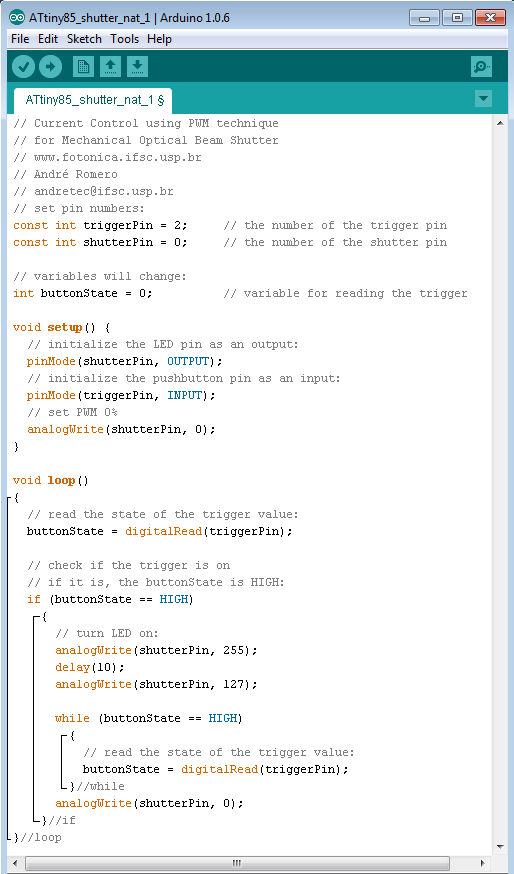 ATtiny85_shutter_nat_1 | Arduino 1.0.6
File Edit Sketch Tools Help
ATtiny85_shutter_nat_1 §
// Current Control using PWM technique
// for Mechanical Optical Beam Shutter
// www.fotonica.ifsc.usp.br
// André Romero
// andretec@ifsc.usp.br
// set pin numbers:
const int triggerPin = 2;     // the number of the trigger pin
const int shutterPin = 0;     // the number of the shutter pin

// variables will change:
int buttonState = 0;          // variable for reading the trigger

void setup() {
  // initialize the LED pin as an output:
  pinMode(shutterPin, OUTPUT);
  // initialize the pushbutton pin as an input:
  pinMode(triggerPin, INPUT);
  // set PWM 0%
  analogWrite(shutterPin, 0);
}

void loop()
{
  // read the state of the trigger value:
  buttonState = digitalRead(triggerPin);

  // check if the trigger is on
  // if it is, the buttonState is HIGH:
  if (buttonState == HIGH)
    {
      // turn LED on:
      analogWrite(shutterPin, 255);
      delay(10);
      analogWrite(shutterPin, 127);

      while (buttonState == HIGH)
        {
          // read the state of the trigger value:
          buttonState = digitalRead(triggerPin);
        }//while
      analogWrite(shutterPin, 0);
    }//if
}//loop